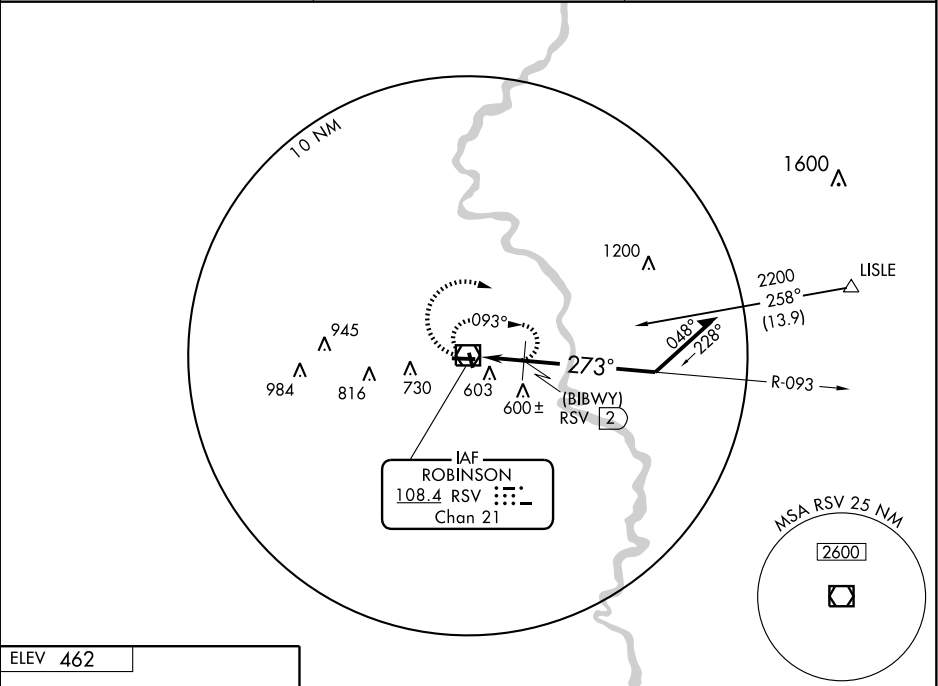 10 NM
1600
1200
2200
LISLE
258°
(13.9)
093°
048°
228°
945
273°
984
816
730
603
600±
(BIBWY)
RSV 2
R-093
IAF
ROBINSON
108.4 RSV
Chan 21
MSA RSV 25 NM
2600
ELEV 462